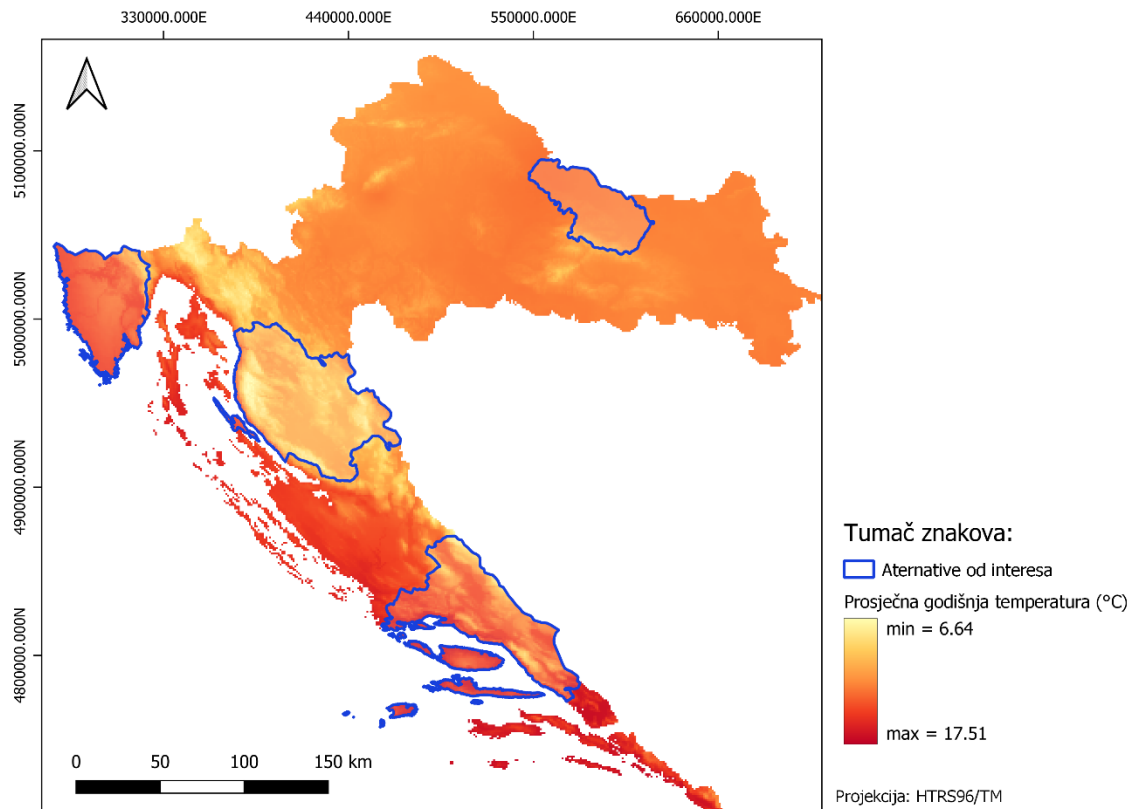 330000.000E 440000.000E 550000.000E 660000.000E
5100000.000N
5000000.000N
4900000.000N
4800000.000N
Tumač znakova:
Aternative od interesa
Prosječna godišnja temperatura (°C)
min = 6.64
max = 17.51
0 50 100 150 km
Projekcija: HTRS96/TM